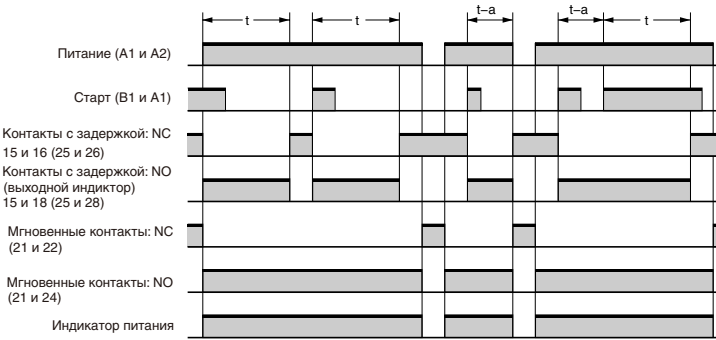 t
t
t–a
t–a
t
Питание (A1 и A2)
Старт (B1 и A1)
Контакты с задержкой: NC
15 и 16 (25 и 26)
Контакты с задержкой: NO
(выходной индиктор)
15 и 18 (25 и 28)
Мгновенные контакты: NC
(21 и 22)
Мгновенные контакты: NO
(21 и 24)
Индикатор питания